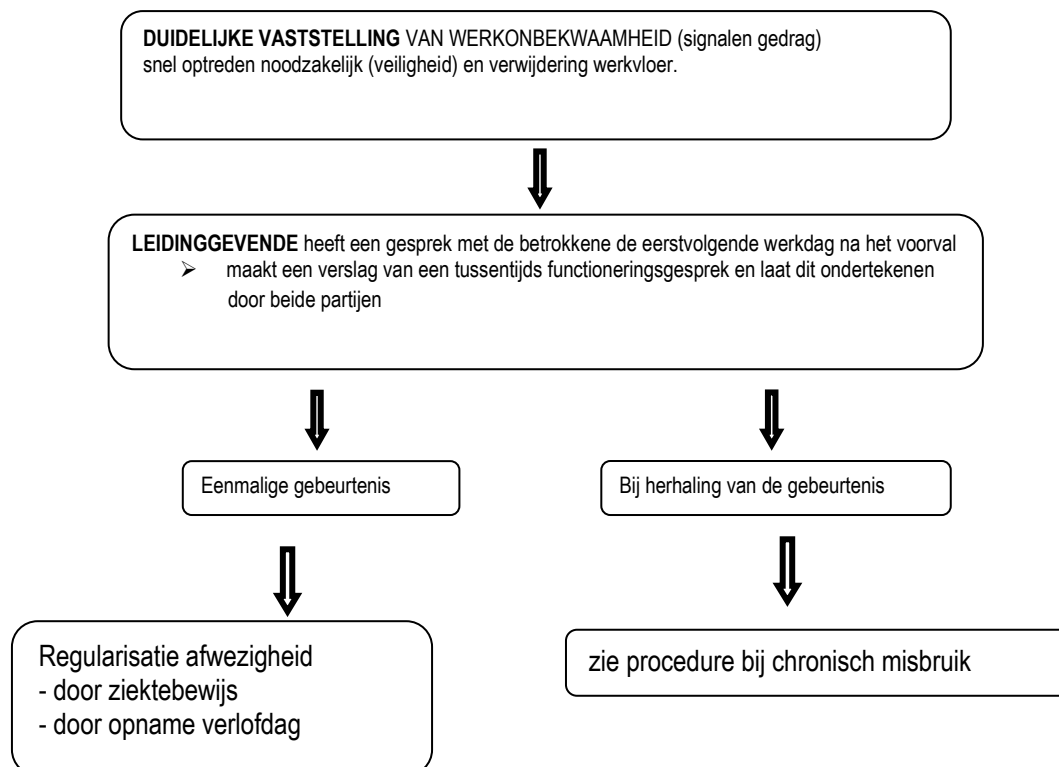 DUIDELIJKE VASTSTELLING VAN WERKONBEKWAAMHEID (signalen gedrag)
snel optreden noodzakelijk (veiligheid) en verwijdering werkvloer.
LEIDINGGEVENDE heeft een gesprek met de betrokkene de eerstvolgende werkdag na het voorval
➢ maakt een verslag van een tussentijds functioneringsgesprek en laat dit ondertekenen
door beide partijen
Eenmalige gebeurtenis
Bij herhaling van de gebeurtenis
Regularisatie afwezigheid
- door ziektebewijs
- door opname verlofdag
zie procedure bij chronisch misbruik